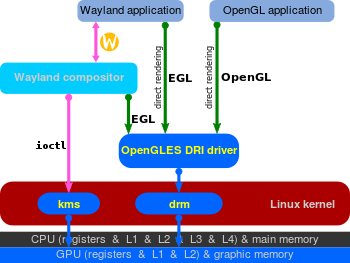 Wayland application
OpenGL application
W
direct rendering
direct rendering
EGL
OpenGL
Wayland compositor
EGL
ioctl
OpenGLES DRI driver
kms
drm
Linux kernel
CPU (registers & L1 & L2 & L3 & L4) & main memory
GPU (registers & L1 & L2) & graphic memory